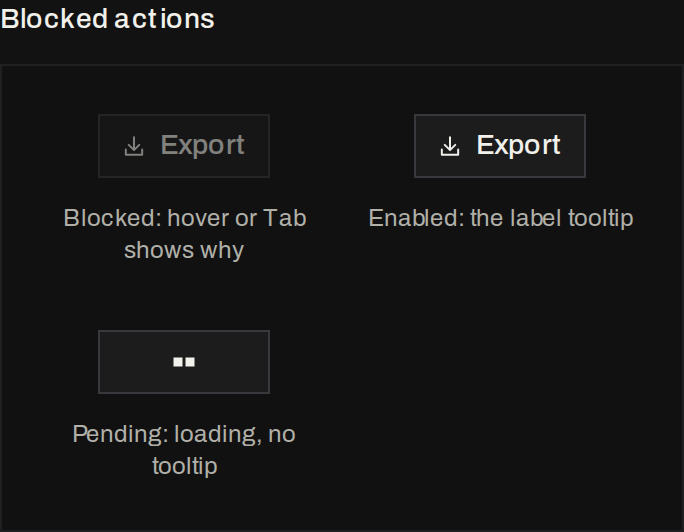 Blocked actions
Export
Export
Blocked: hover or Tab
shows why
Enabled: the label tooltip
Pending: loading, no
tooltip